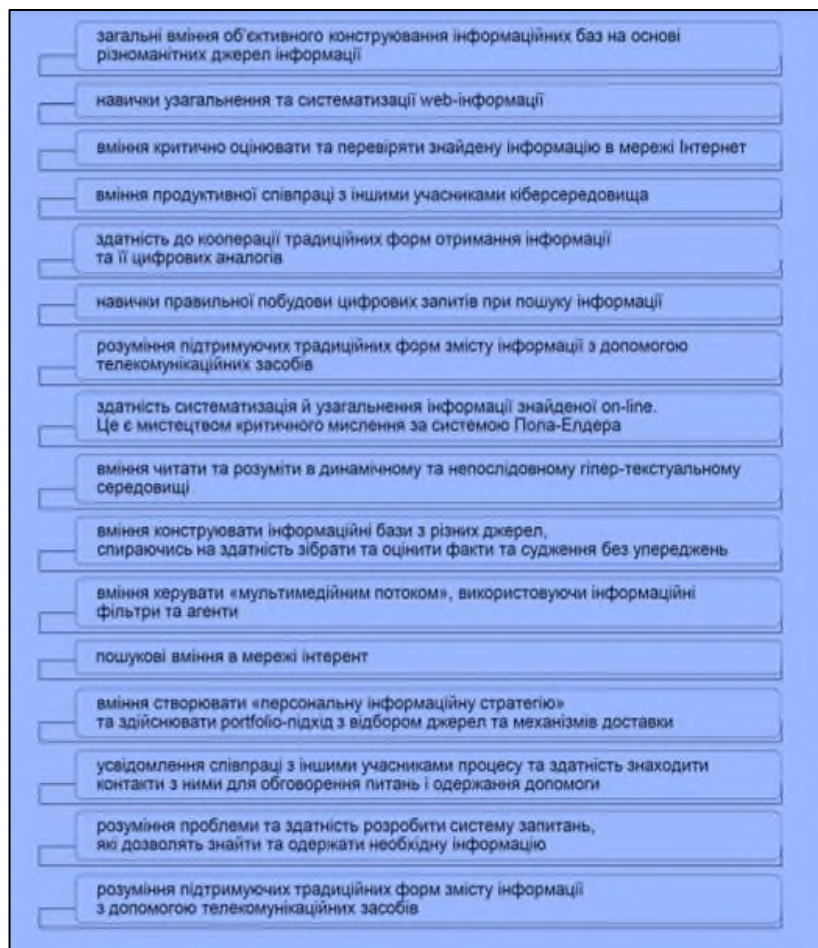 загальні вміння об'єктивного конструювання інформаційних баз на основі
різноманітних джерел інформації
навички узагальнення та систематизації web-інформації
вміння критично оцінювати та перевіряти знайдену інформацію в мережі Інтернет
вміння продуктивної співпраці з іншими учасниками кіберсередовища
здатність до кооперації традиційних форм отримання інформації
та її цифрових аналогів
навички правильної побудови цифрових запитів при пошуку інформації
розуміння підтримуючих традиційних форм змісту інформації з допомогою
телекомунікаційних засобів
здатність систематизація й узагальнення інформації знайденої on-line.
Це є мистецтвом критичного мислення за системою Пола-Елдера
вміння читати та розуміти в динамічному та непослідовному гіпер-текстуальному
середовищі
вміння конструювати інформаційні бази з різних джерел,
спираючись на здатність зібрати та оцінити факти та судження без упереджень
вміння керувати «мультимедійним потоком», використовуючи інформаційні
фільтри та агенти
пошукові вміння в мережі інтерент
вміння створювати «персональну інформаційну стратегію»
та здійснювати portfolio-підхід з відбором джерел та механізмів доставки
усвідомлення співпраці з іншими учасниками процесу та здатність знаходити
контакти з ними для обговорення питань і одержання допомоги
розуміння проблеми та здатність розробити систему запитань,
які дозволять знайти та одержати необхідну інформацію
розуміння підтримуючих традиційних форм змісту інформації
з допомогою телекомунікаційних засобів